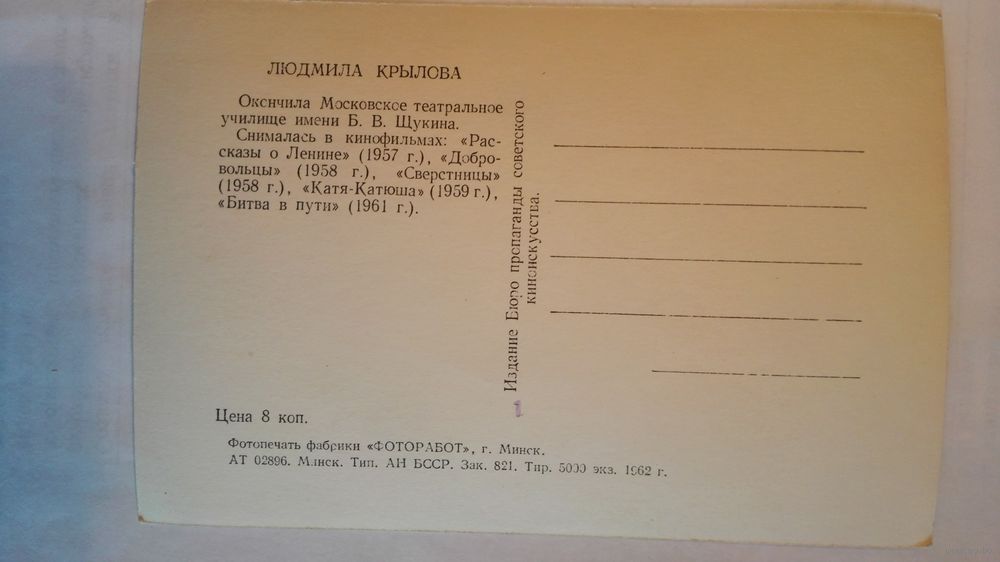 ЛЮДМИЛА КРЫЛОВА
Окончила Московское театральное
училище имени Б. В. Щукина.
Снималась в кинофильмах: «Рас-
сказы о Ленине» (1957 г.), «Добро-
вольцы» (1958 г.), «Сверстницы»
(1958 г.), «Катя-Катюша» (1959 г.),
«Битва в пути» (1961 г.).
Издание Бюро пропаганды советского
киноискусства.
1
Цена 8 коп.
Фотопечать фабрики «ФОТОРАБОТ», г. Минск.
АТ 02896. Минск. Тип. АН БССР. Зак. 821. Тир. 5000 экз. 1962 г.